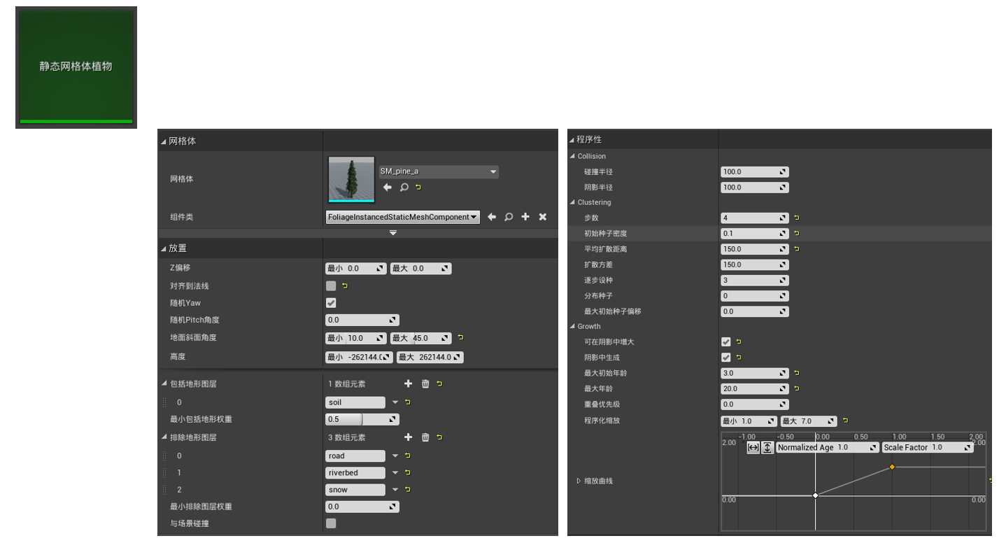 静态网格体植物
网格体
网格体
SM_pine_a
组件类
FoliageInstancedStaticMeshComponent
放置
Z偏移 最小 0.0 最大 0.0
对齐到法线
随机Yaw
随机Pitch角度 0.0
地面斜面角度 最小 10.0 最大 45.0
高度 最小 -262144.0 最大 262144.0
包括地形图层 1 数组元素
0 soil
最小包括地形权重 0.5
排除地形图层 3 数组元素
0 road
1 riverbed
2 snow
最小排除图层权重 0.0
与场景碰撞
程序性
Collision
碰撞半径 100.0
阴影半径 100.0
Clustering
步数 4
初始种子密度 0.1
平均扩散距离 150.0
扩散方差 150.0
逐步设种 3
分布种子 0
最大初始种子偏移 0.0
Growth
可在阴影中增大
阴影中生成
最大初始年龄 3.0
最大年龄 20.0
重叠优先级 0.0
程序化缩放 最小 1.0 最大 7.0
-1.00 -0.50 0.00 0.50 1.00 1.50 2.00
2.00 2.00
Normalized Age 1.0 Scale Factor 1.0
缩放曲线
0.00 0.00